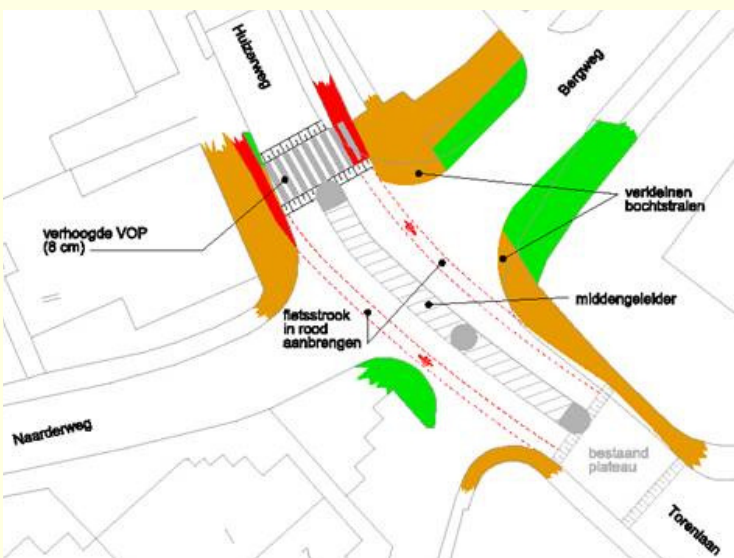 Huizerweg
Bergweg
verhoogde VOP
(8 cm)
verkleinen
bochtstralen
middengeleider
fietsstrook
in rood
aanbrengen
Naarderweg
bestaand
plateau
Torenlaan